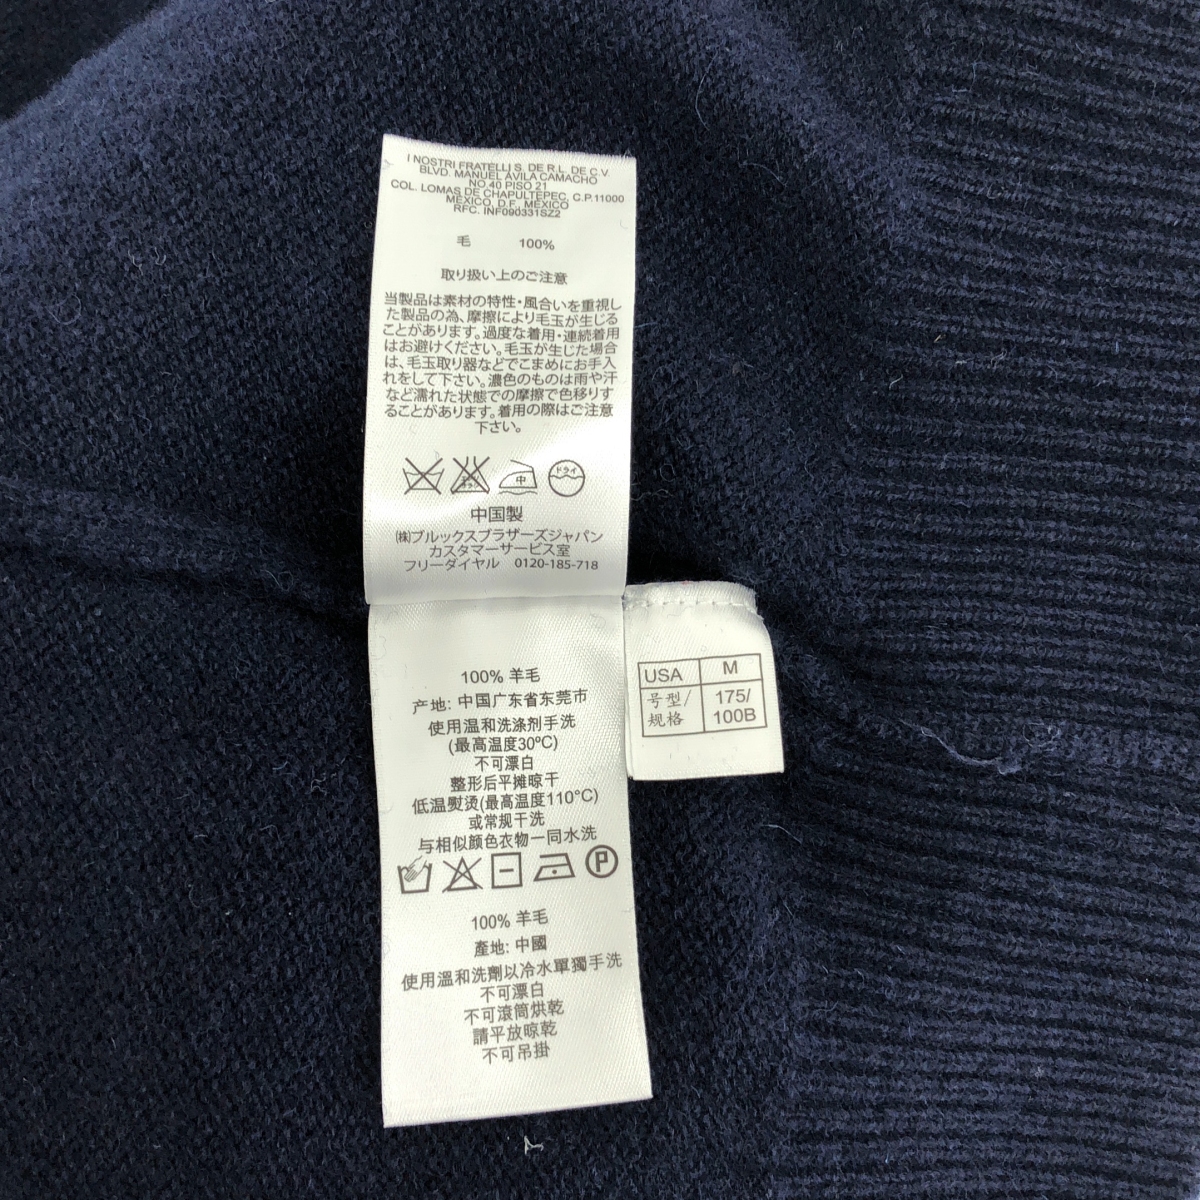 I NOSTRI FRATELLI S. DE R.L. DE C.V.
BLVD. MANUEL AVILA CAMACHO
NO.40 PISO 21
COL. LOMAS DE CHAPULTEPEC, C.P.11000
MEXICO, D.F. MEXICO
RFC. INF090331SZ2
毛 100%
取り扱い上のご注意
当製品は素材の特性・風合いを重視し
た製品の為、摩擦により毛玉が生じる
ことがあります。過度な着用・連続着用
はお避けください。毛玉が生じた場合
は、毛玉取り器などでこまめにお手入
れをして下さい。濃色のものは雨や汗
など濡れた状態での摩擦で色移りす
ることがあります。着用の際はご注意
下さい。
中 ドライ
中国製
㈱ブルックスブラザーズジャパン
カスタマーサービス室
フリーダイヤル 0120-185-718
100% 羊毛
产地: 中国广东省东莞市
使用温和洗涤剂手洗
(最高温度30ºC)
不可漂白
整形后平摊晾干
低温熨烫(最高温度110°C)
或常规干洗
与相似颜色衣物一同水洗
P
100% 羊毛
產地: 中國
使用溫和洗劑以冷水單獨手洗
不可漂白
不可滾筒烘乾
請平放晾乾
不可吊掛
USA M
号型/ 175/
规格 100B